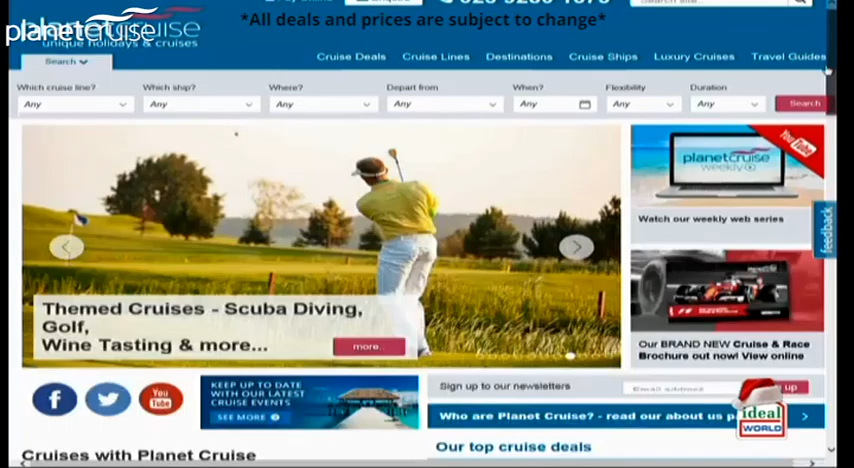 *All deals and prices are subject to change*
planetcruise
unique holidays & cruises
Cruise Deals Cruise Lines Destinations Cruise Ships Luxury Cruises Travel Guides
Search
Which cruise line? Which ship? Where? Depart from When? Flexibility Duration
Any Any Any Any Any Any Any Search
YouTube
planetcruise
weekly
Watch our weekly web series
feedback
Themed Cruises - Scuba Diving,
Golf,
Wine Tasting & more...
more..
Our BRAND NEW Cruise & Race
Brochure out now! View online
You
Tube
KEEP UP TO DATE
WITH OUR LATEST
CRUISE EVENTS
SEE MORE
Sign up to our newsletters
Email address
up
Who are Planet Cruise? - read our about us
ideal
WORLD
Cruises with Planet Cruise
Our top cruise deals